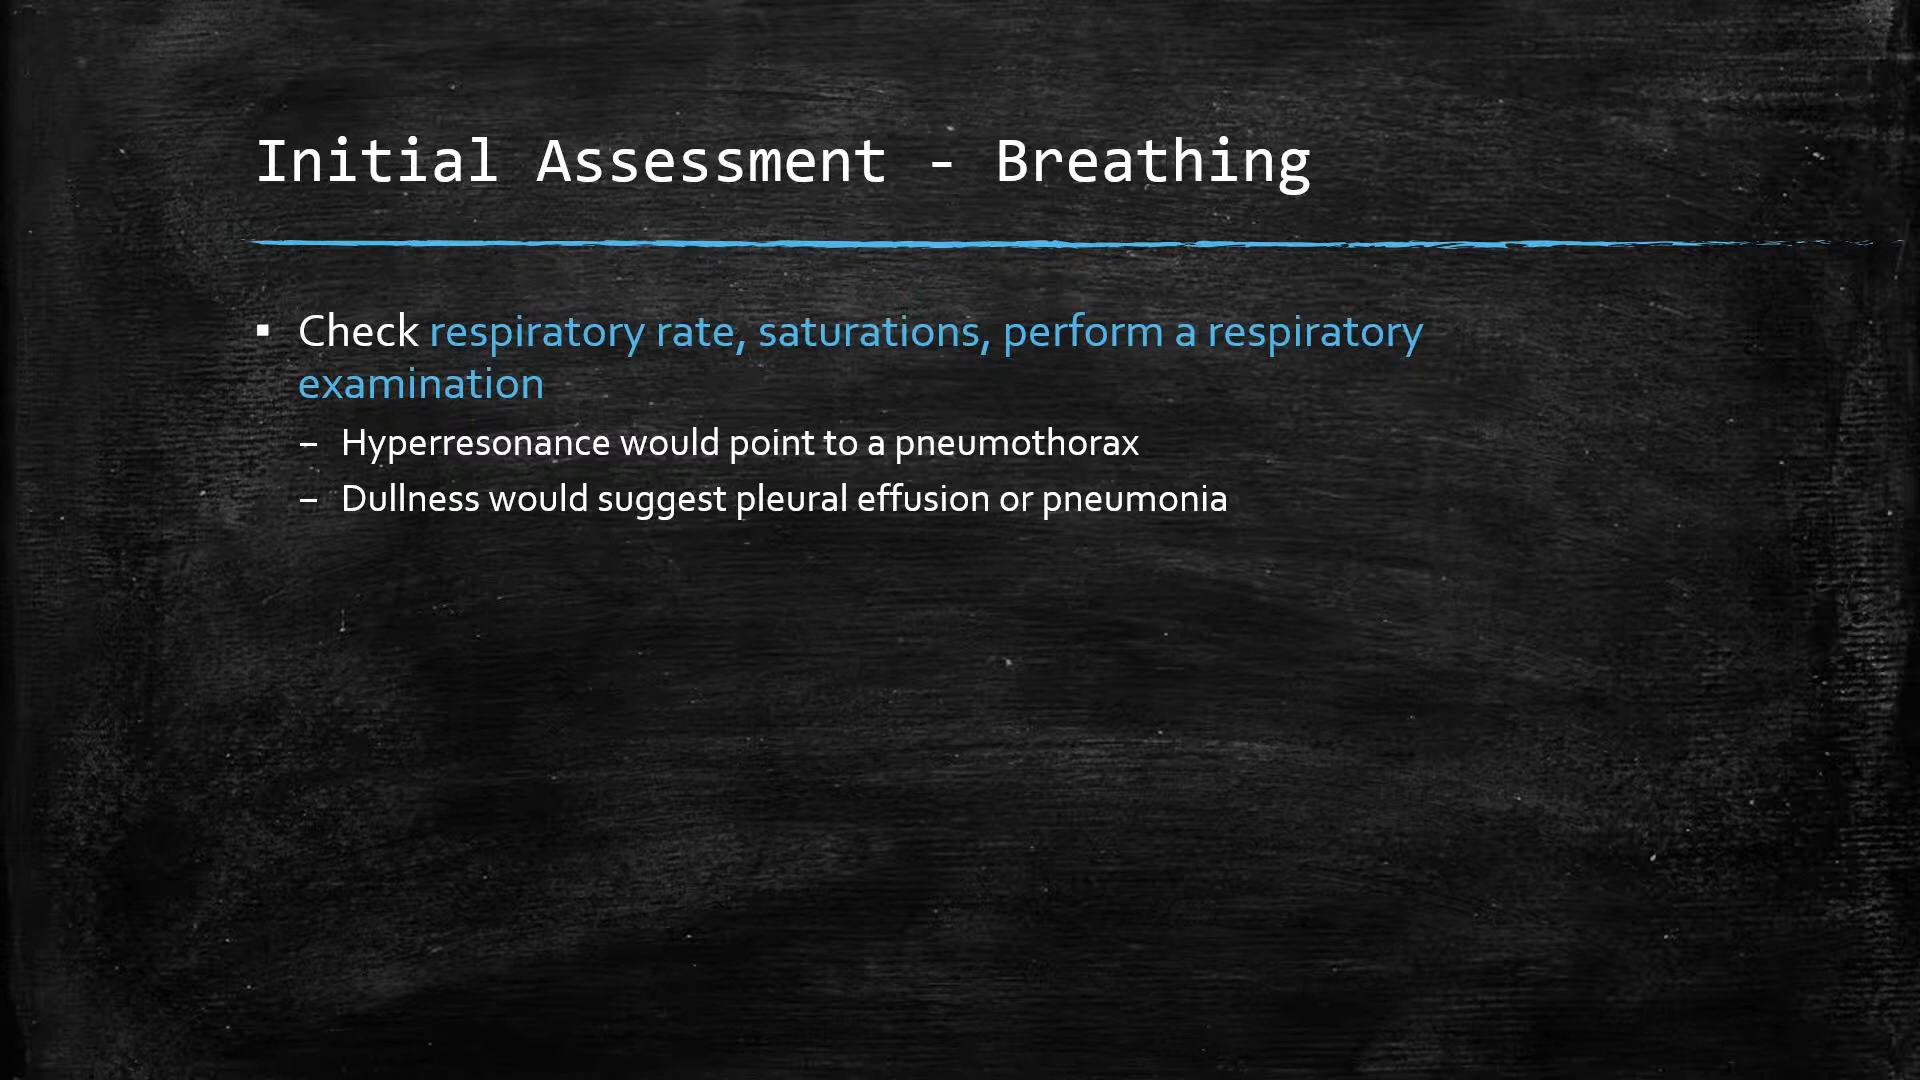 Initial Assessment - Breathing
▪ Check respiratory rate, saturations, perform a respiratory
examination
– Hyperresonance would point to a pneumothorax
– Dullness would suggest pleural effusion or pneumonia